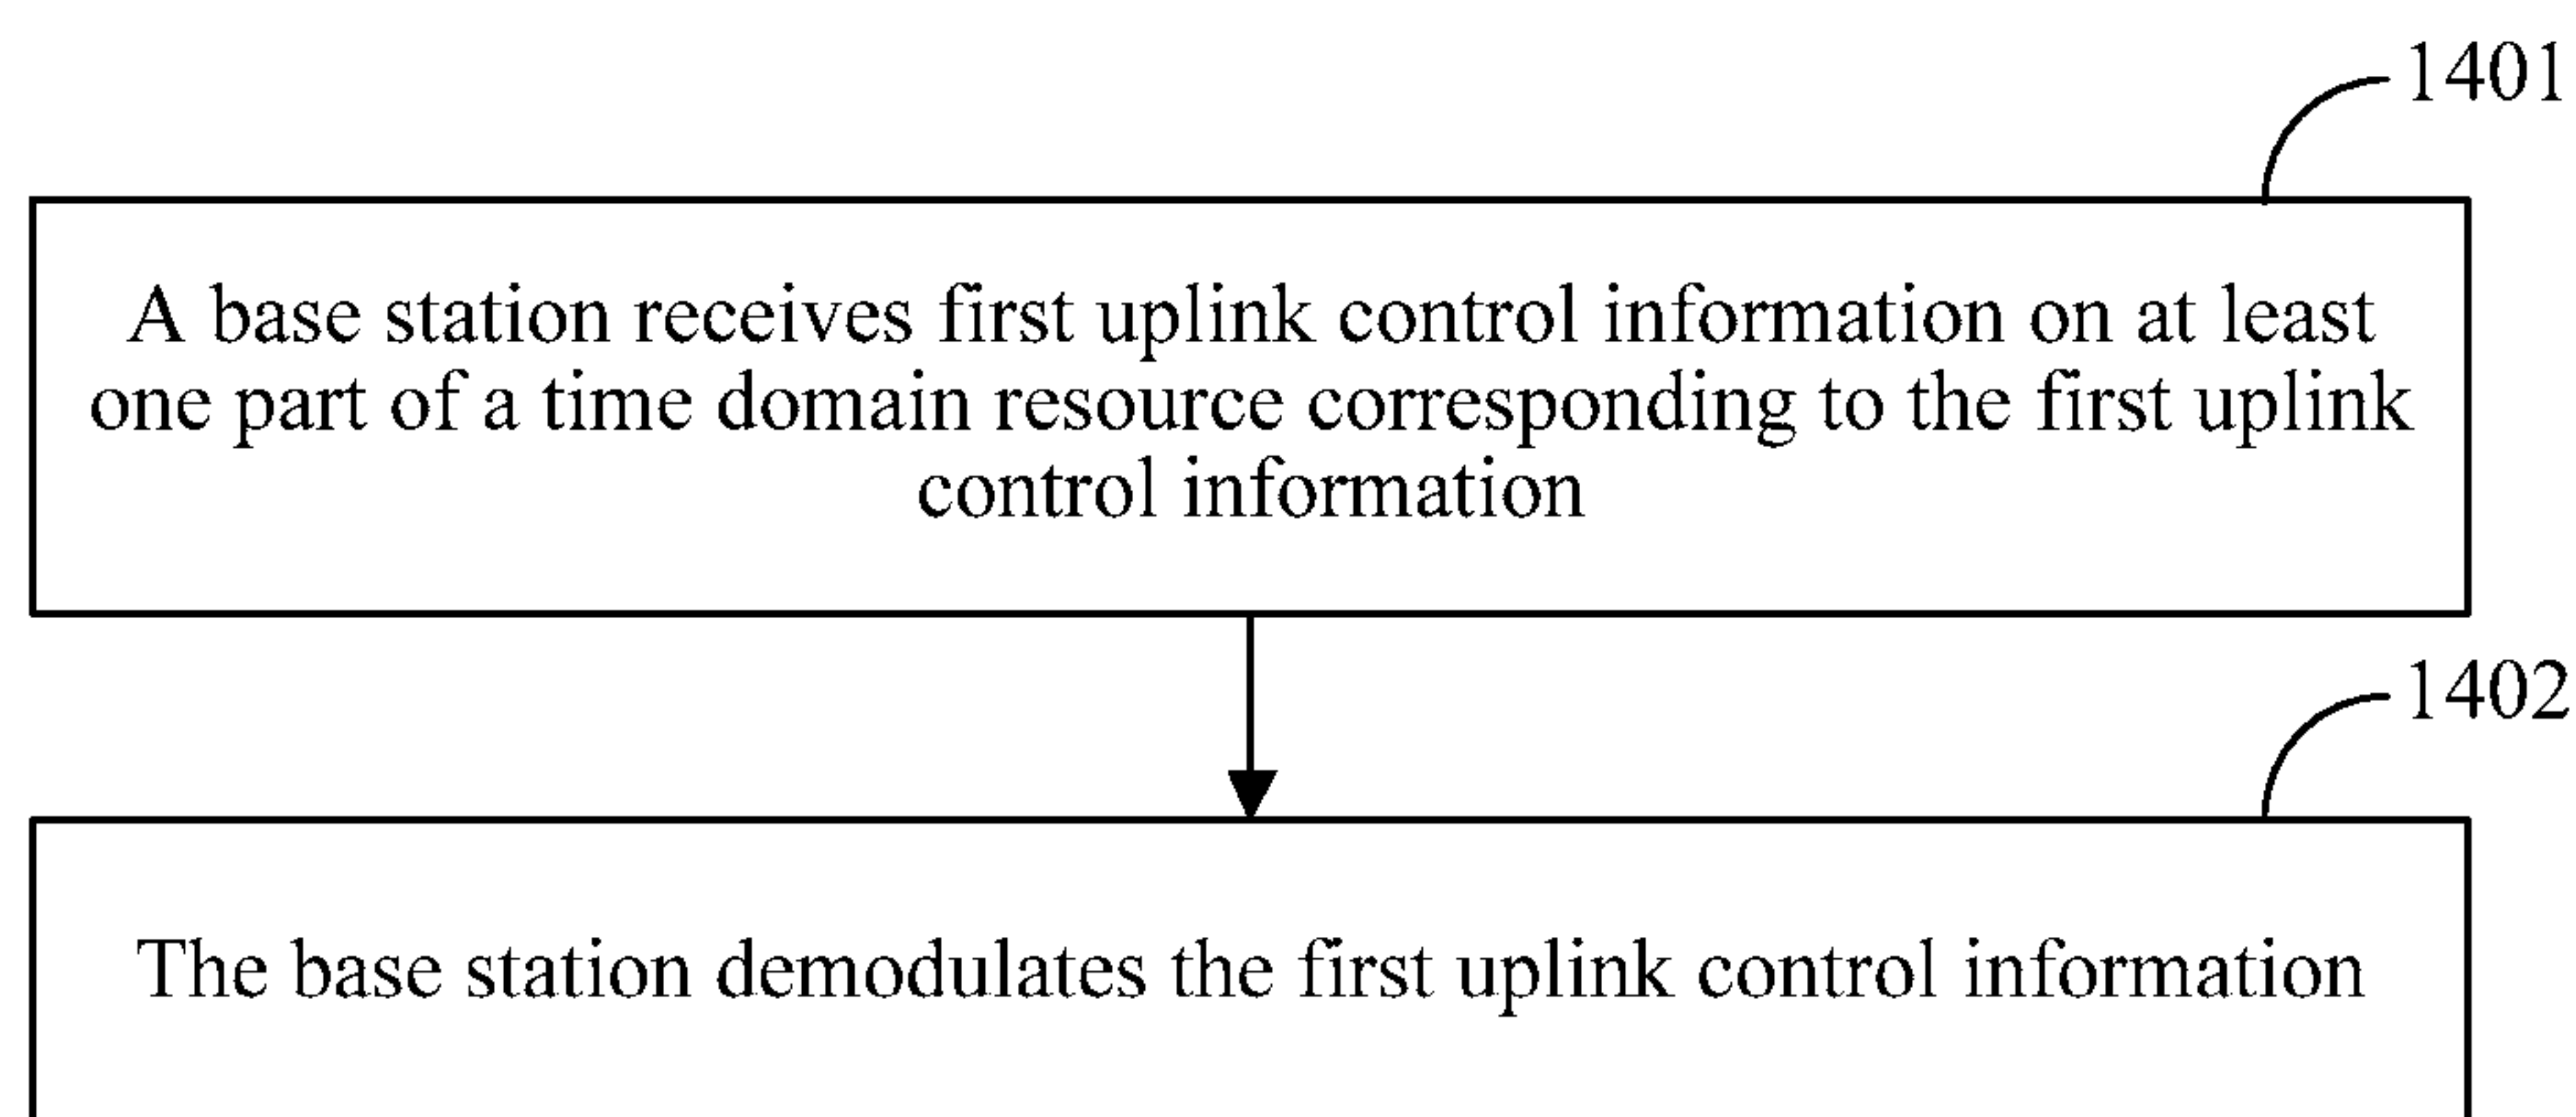 1401
A base station receives first uplink control information on at least
one part of a time domain resource corresponding to the first uplink
control information
1402
The base station demodulates the first uplink control information